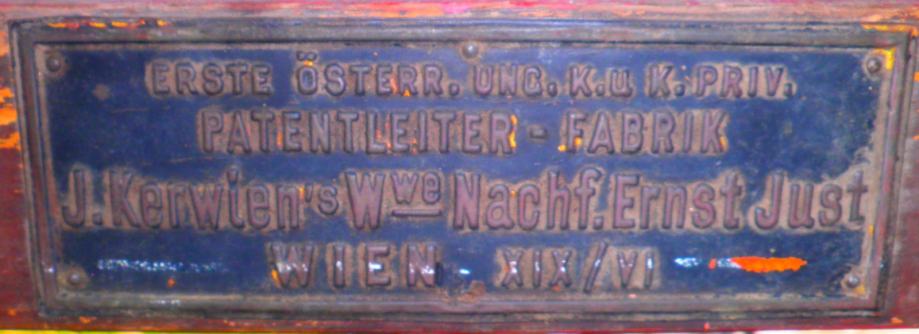 ERSTE ÖSTERR. UNG. K. u K. PRIV.
PATENTLEITER - FABRIK
J. Kerwien's Wwe Nachf. Ernst Just
WIEN XIX/VI